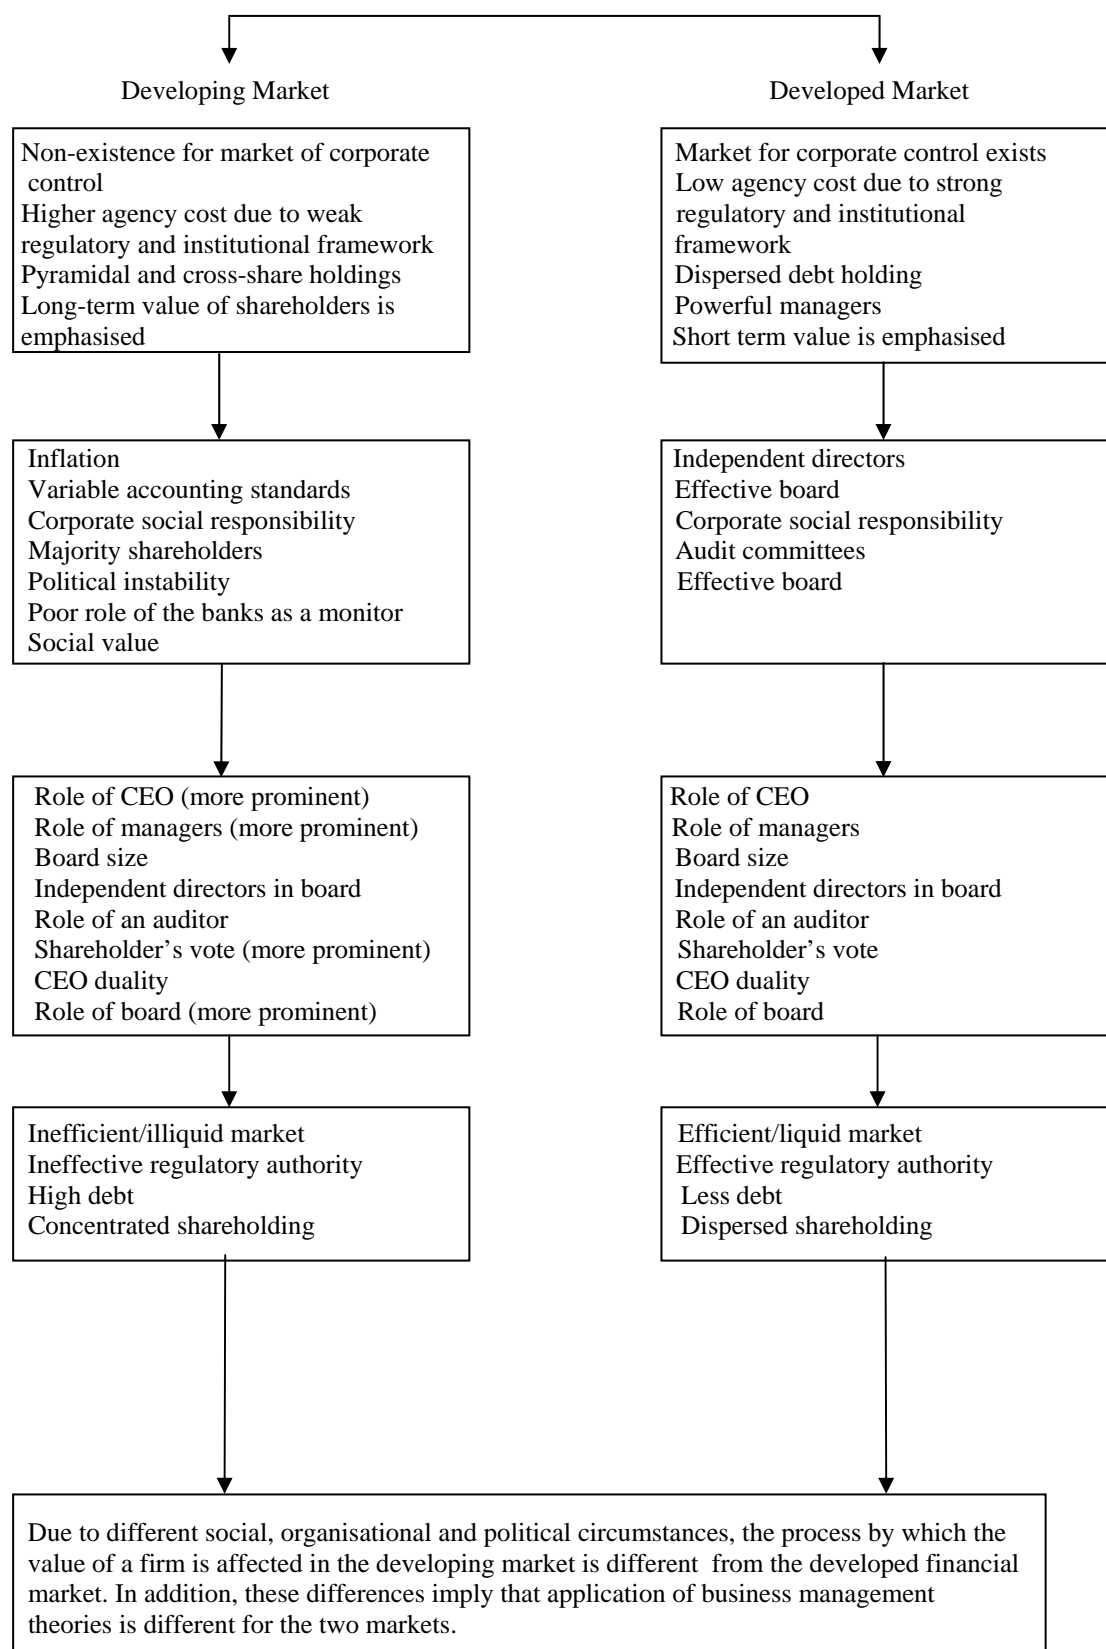 Developing Market
Developed Market
Non-existence for market of corporate
control
Higher agency cost due to weak
regulatory and institutional framework
Pyramidal and cross-share holdings
Long-term value of shareholders is
emphasised
Market for corporate control exists
Low agency cost due to strong
regulatory and institutional
framework
Dispersed debt holding
Powerful managers
Short term value is emphasised
Inflation
Variable accounting standards
Corporate social responsibility
Majority shareholders
Political instability
Poor role of the banks as a monitor
Social value
Independent directors
Effective board
Corporate social responsibility
Audit committees
Effective board
Role of CEO (more prominent)
Role of managers (more prominent)
Board size
Independent directors in board
Role of an auditor
Shareholder’s vote (more prominent)
CEO duality
Role of board (more prominent)
Role of CEO
Role of managers
Board size
Independent directors in board
Role of an auditor
Shareholder’s vote
CEO duality
Role of board
Inefficient/illiquid market
Ineffective regulatory authority
High debt
Concentrated shareholding
Efficient/liquid market
Effective regulatory authority
Less debt
Dispersed shareholding
Due to different social, organisational and political circumstances, the process by which the
value of a firm is affected in the developing market is different from the developed financial
market. In addition, these differences imply that application of business management
theories is different for the two markets.